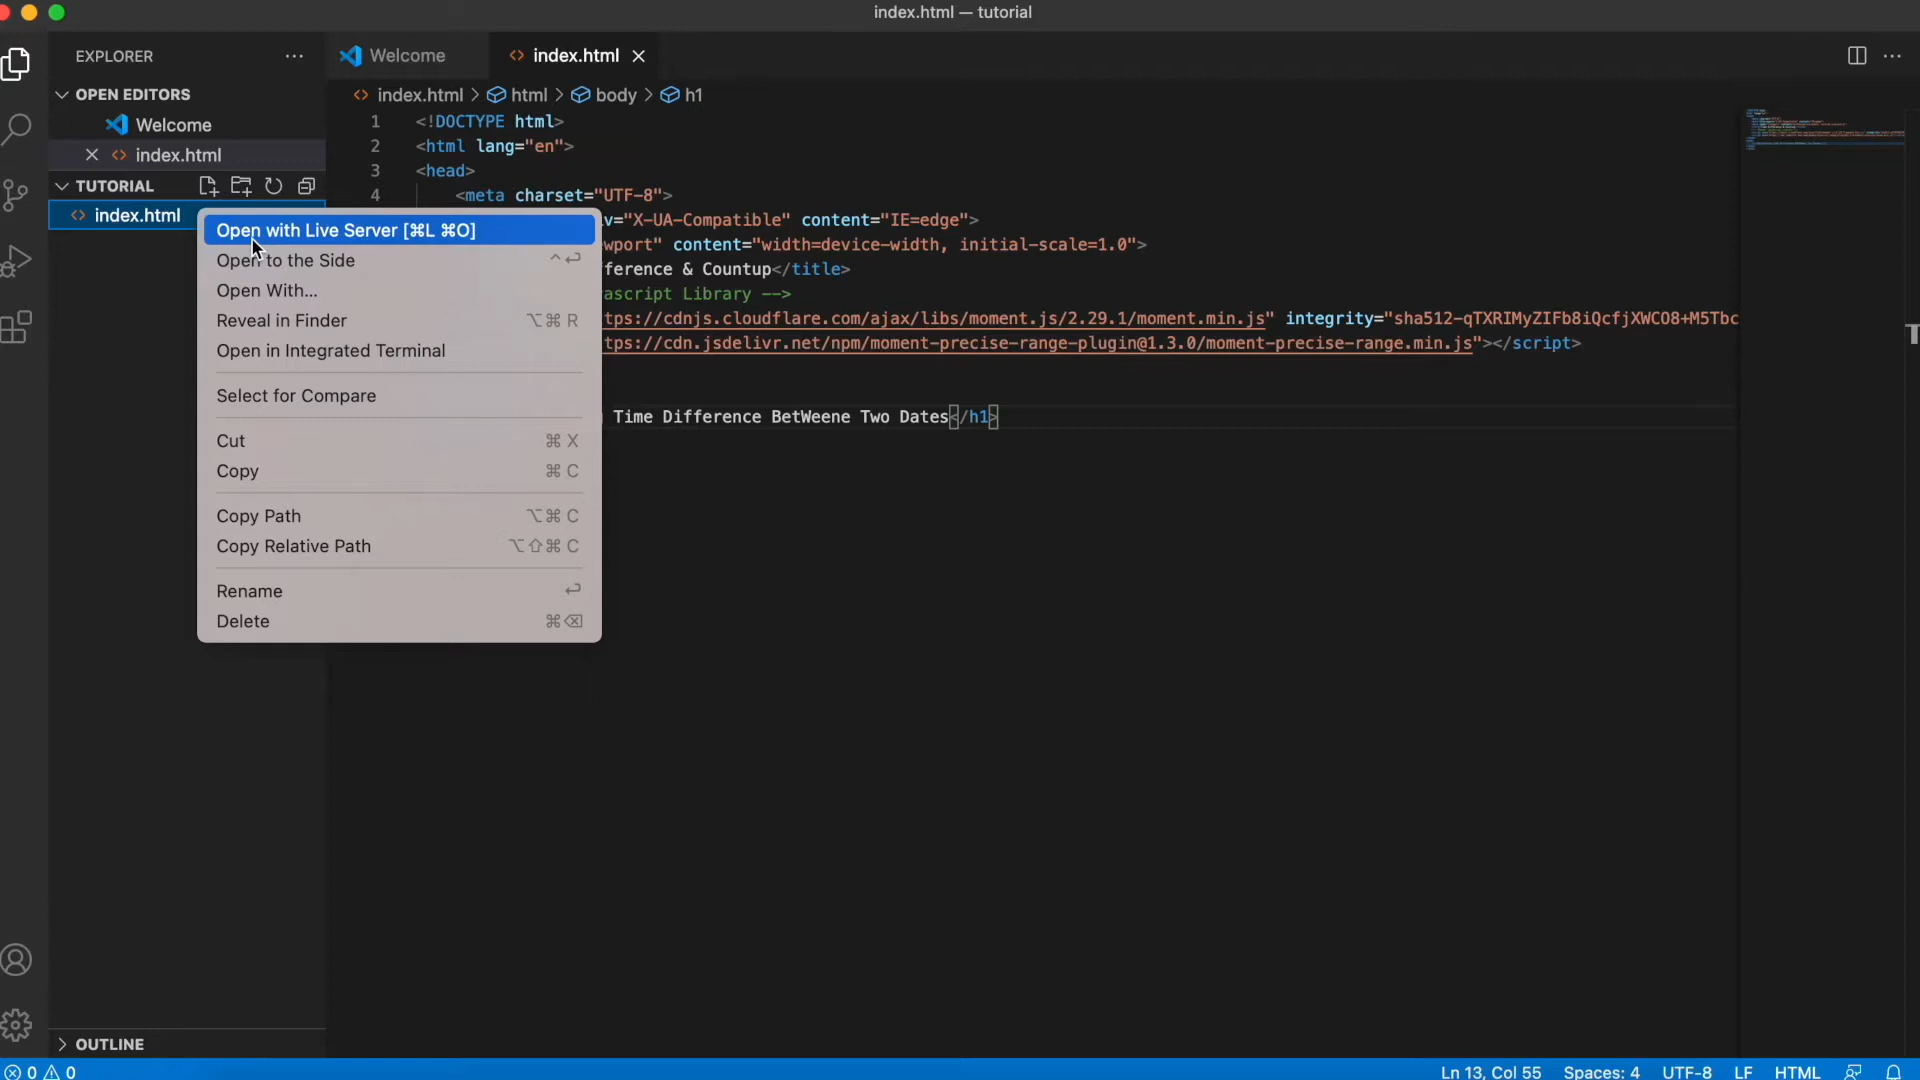 index.html — tutorial
EXPLORER
Welcome
index.html
OPEN EDITORS
Welcome
index.html
TUTORIAL
index.html
index.html > html > body > h1
1 <!DOCTYPE html>
2 <html lang="en">
3 <head>
4 <meta charset="UTF-8">
v="X-UA-Compatible" content="IE=edge">
wport" content="width=device-width, initial-scale=1.0">
ference & Countup</title>
ascript Library -->
tps://cdnjs.cloudflare.com/ajax/libs/moment.js/2.29.1/moment.min.js" integrity="sha512-qTXRIMyZIFb8iQcfjXWCO8+M5Tbc
tps://cdn.jsdelivr.net/npm/moment-precise-range-plugin@1.3.0/moment-precise-range.min.js"></script>
Time Difference BetWeene Two Dates</h1>
Open with Live Server [⌘L ⌘O]
Open to the Side ^⏎
Open With...
Reveal in Finder ⌥⌘R
Open in Integrated Terminal
Select for Compare
Cut ⌘X
Copy ⌘C
Copy Path ⌥⌘C
Copy Relative Path ⌥⇧⌘C
Rename ⏎
Delete ⌘⌫
OUTLINE
0 0
Ln 13, Col 55 Spaces: 4 UTF-8 LF HTML